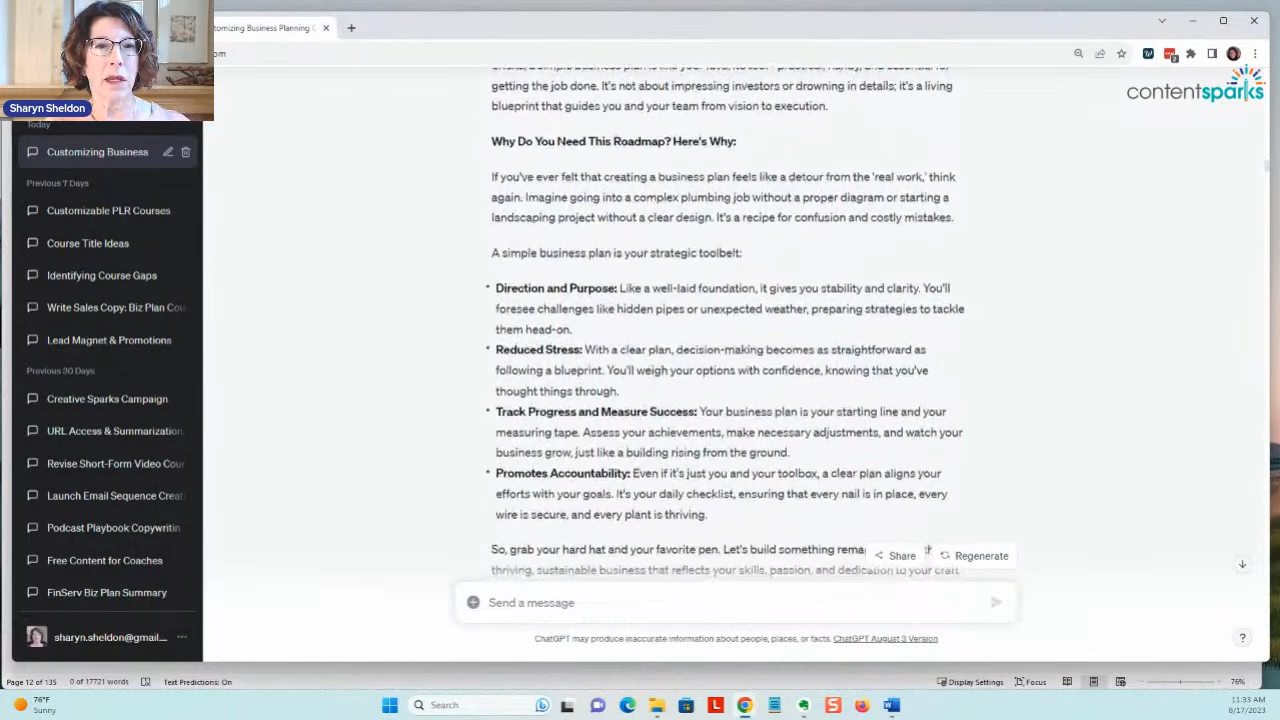 tomizing Business Planning
om
Sharyn Sheldon
contentsparks
Today
Customizing Business
Previous 7 Days
Customizable PLR Courses
Course Title Ideas
Identifying Course Gaps
Write Sales Copy: Biz Plan Cou
Lead Magnet & Promotions
Previous 30 Days
Creative Sparks Campaign
URL Access & Summarization
Revise Short-Form Video Cour
Launch Email Sequence Creati
Podcast Playbook Copywritin
Free Content for Coaches
FinServ Biz Plan Summary
sharyn.sheldon@gmail...
getting the job done. It's not about impressing investors or drowning in details; it's a living
blueprint that guides you and your team from vision to execution.
Why Do You Need This Roadmap? Here's Why:
If you've ever felt that creating a business plan feels like a detour from the 'real work,' think
again. Imagine going into a complex plumbing job without a proper diagram or starting a
landscaping project without a clear design. It's a recipe for confusion and costly mistakes.
A simple business plan is your strategic toolbelt:
• Direction and Purpose: Like a well-laid foundation, it gives you stability and clarity. You'll
foresee challenges like hidden pipes or unexpected weather, preparing strategies to tackle
them head-on.
• Reduced Stress: With a clear plan, decision-making becomes as straightforward as
following a blueprint. You'll weigh your options with confidence, knowing that you've
thought things through.
• Track Progress and Measure Success: Your business plan is your starting line and your
measuring tape. Assess your achievements, make necessary adjustments, and watch your
business grow, just like a building rising from the ground.
• Promotes Accountability: Even if it's just you and your toolbox, a clear plan aligns your
efforts with your goals. It's your daily checklist, ensuring that every nail is in place, every
wire is secure, and every plant is thriving.
So, grab your hard hat and your favorite pen. Let's build something rema
Share
Regenerate
thriving, sustainable business that reflects your skills, passion, and dedication to your craft.
Send a message
ChatGPT may produce inaccurate information about people, places, or facts. ChatGPT August 3 Version
?
Page 12 of 135 0 of 17721 words Text Predictions: On
Display Settings Focus 76%
76°F
Sunny
Search
11:33 AM
8/17/2023